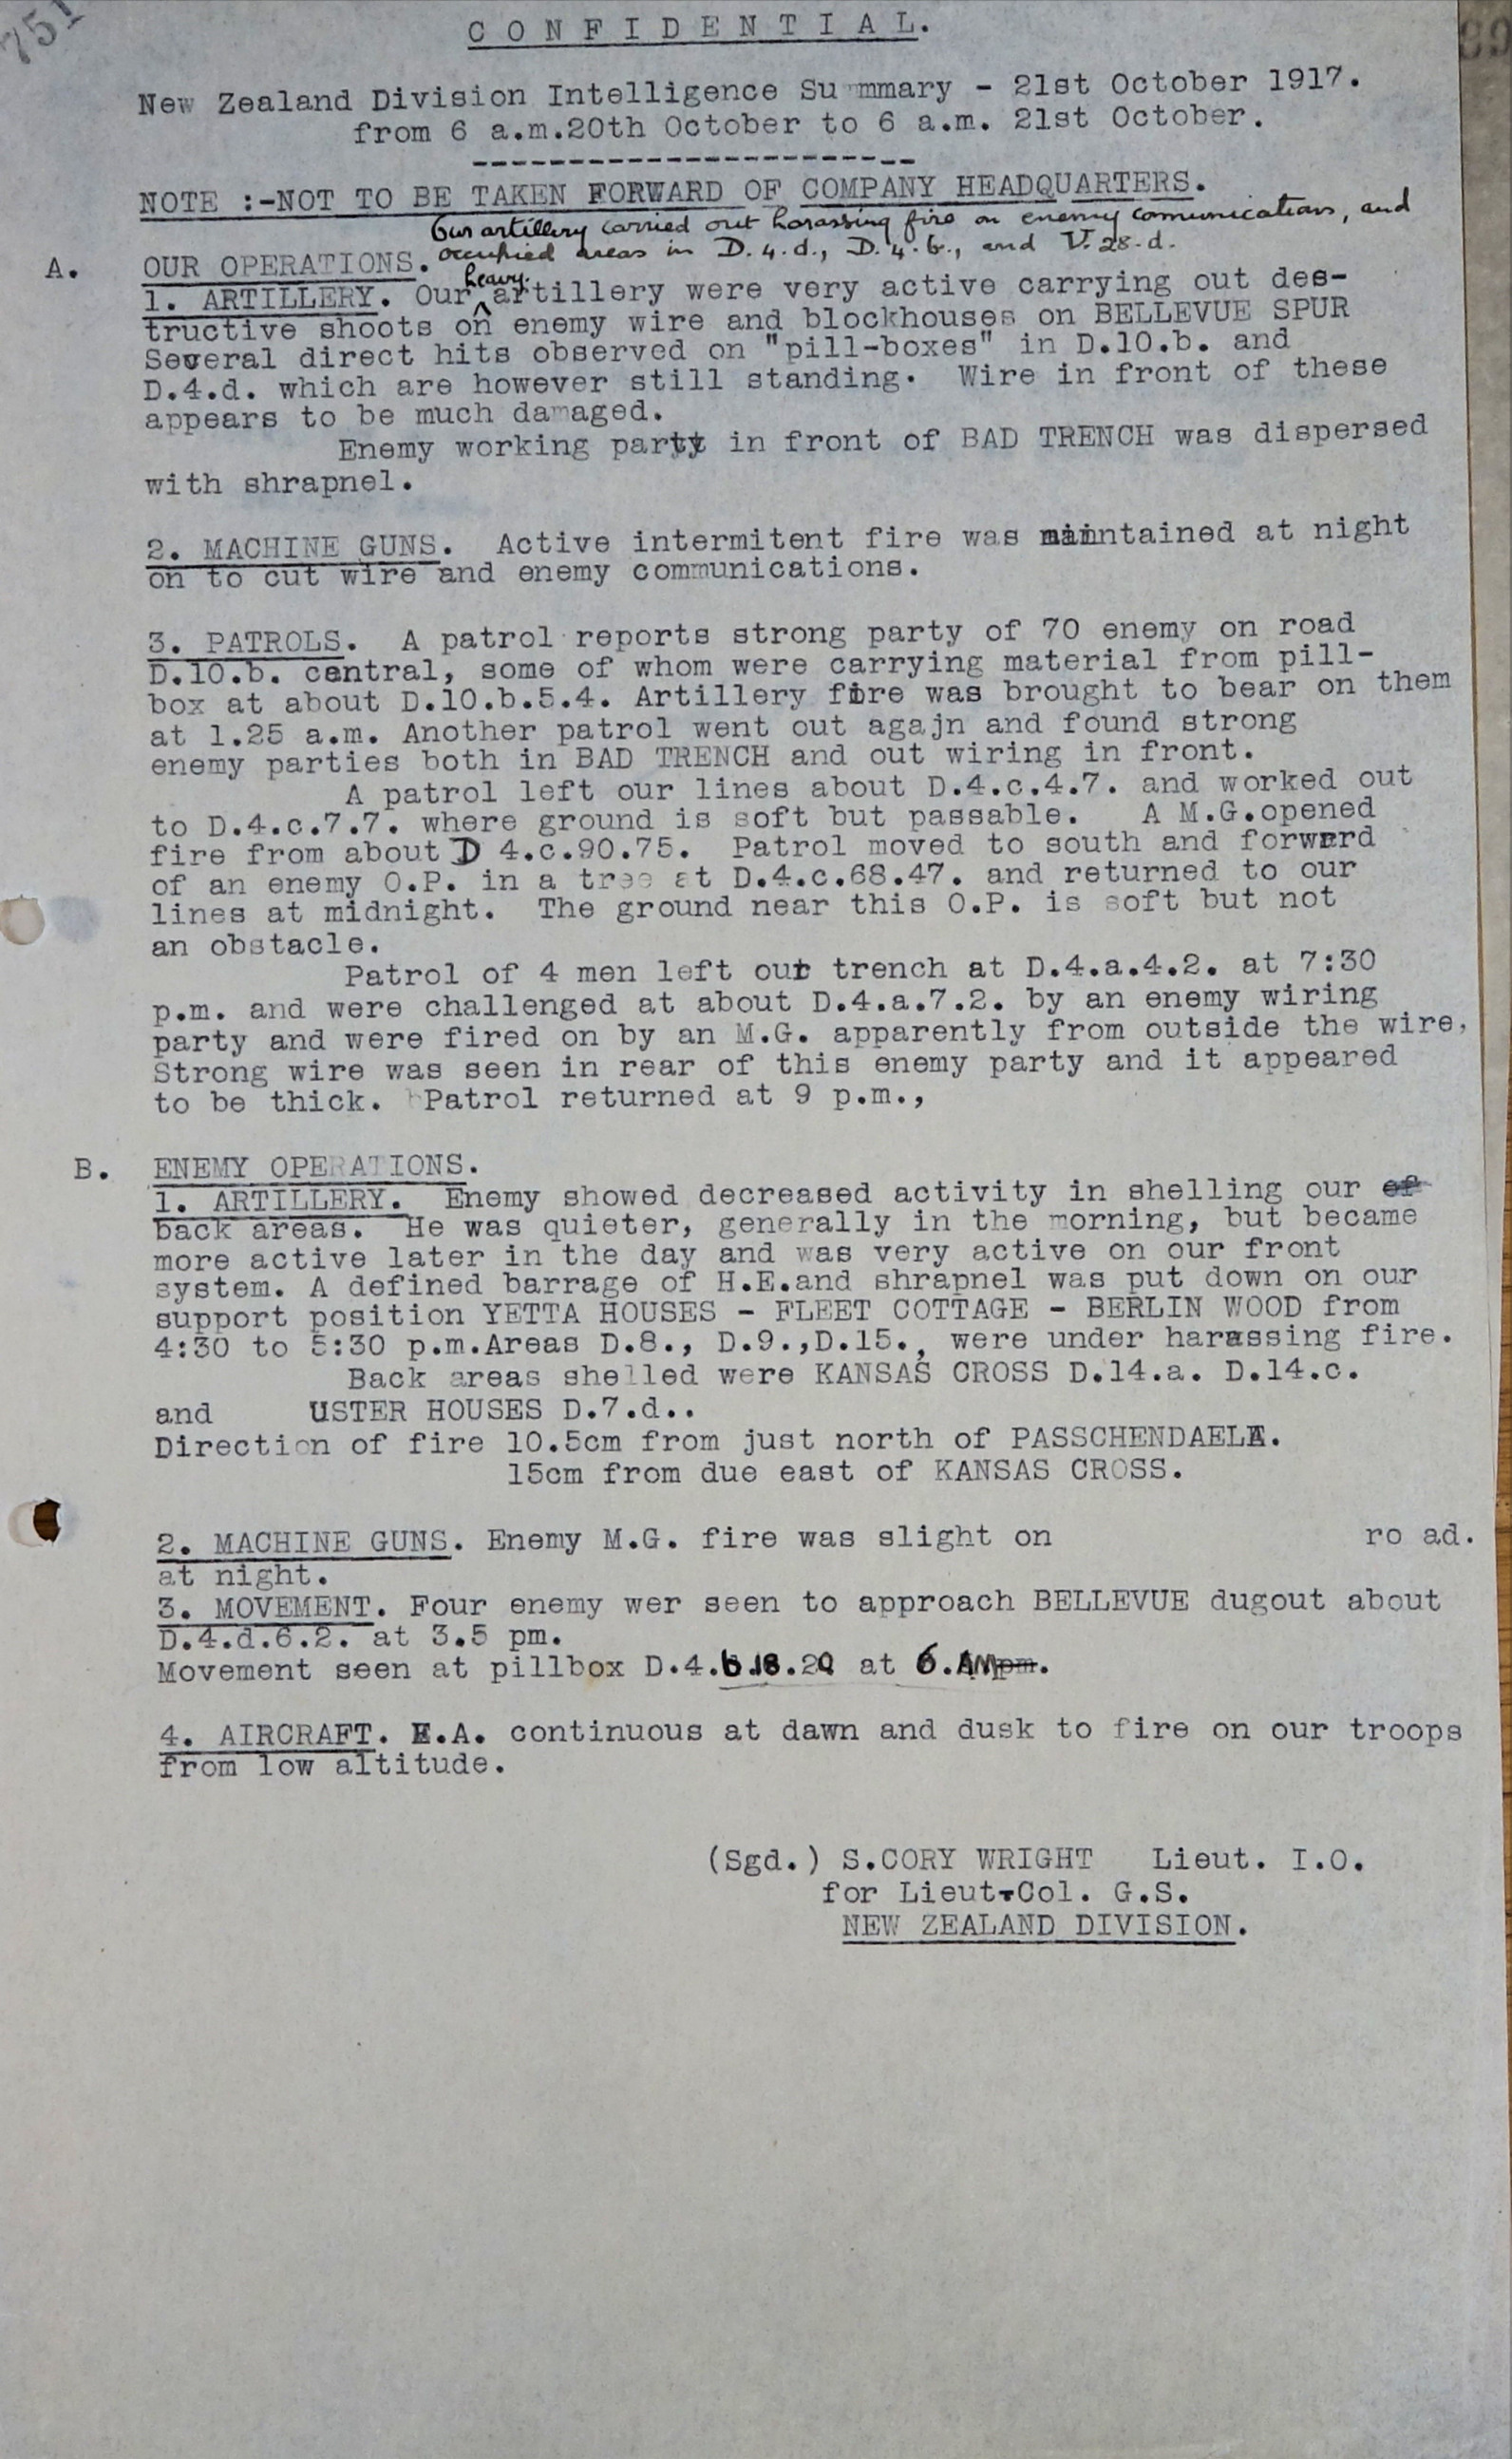 751
C O N F I D E N T I A L.
New Zealand Division Intelligence Summary - 21st October 1917.
from 6 a.m.20th October to 6 a.m. 21st October.
-----------------------
NOTE :-NOT TO BE TAKEN FORWARD OF COMPANY HEADQUARTERS.
Our artillery carried out harassing fire on enemy comunications, and
occupied areas in D.4.d., D.4.b., and V.28.d.
A. OUR OPERATIONS.
heavy.
1. ARTILLERY. Our artillery were very active carrying out des-
tructive shoots on enemy wire and blockhouses on BELLEVUE SPUR
Several direct hits observed on "pill-boxes" in D.10.b. and
D.4.d. which are however still standing. Wire in front of these
appears to be much damaged.
Enemy working party in front of BAD TRENCH was dispersed
with shrapnel.
2. MACHINE GUNS. Active intermitent fire was maintained at night
on to cut wire and enemy communications.
3. PATROLS. A patrol reports strong party of 70 enemy on road
D.10.b. central, some of whom were carrying material from pill-
box at about D.10.b.5.4. Artillery fire was brought to bear on them
at 1.25 a.m. Another patrol went out agajn and found strong
enemy parties both in BAD TRENCH and out wiring in front.
A patrol left our lines about D.4.c.4.7. and worked out
to D.4.c.7.7. where ground is soft but passable. A M.G.opened
fire from about D 4.c.90.75. Patrol moved to south and forward
of an enemy O.P. in a tree at D.4.c.68.47. and returned to our
lines at midnight. The ground near this O.P. is soft but not
an obstacle.
Patrol of 4 men left our trench at D.4.a.4.2. at 7:30
p.m. and were challenged at about D.4.a.7.2. by an enemy wiring
party and were fired on by an M.G. apparently from outside the wire,
Strong wire was seen in rear of this enemy party and it appeared
to be thick. Patrol returned at 9 p.m.,
B. ENEMY OPERATIONS.
1. ARTILLERY. Enemy showed decreased activity in shelling our of
back areas. He was quieter, generally in the morning, but became
more active later in the day and was very active on our front
system. A defined barrage of H.E.and shrapnel was put down on our
support position YETTA HOUSES - FLEET COTTAGE - BERLIN WOOD from
4:30 to 5:30 p.m.Areas D.8., D.9.,D.15., were under harassing fire.
Back areas shelled were KANSAS CROSS D.14.a. D.14.c.
and USTER HOUSES D.7.d..
Direction of fire 10.5cm from just north of PASSCHENDAELE.
15cm from due east of KANSAS CROSS.
2. MACHINE GUNS. Enemy M.G. fire was slight on ro ad.
at night.
3. MOVEMENT. Four enemy wer seen to approach BELLEVUE dugout about
D.4.d.6.2. at 3.5 pm.
Movement seen at pillbox D.4.b.18.20 at 6.AM pm.
4. AIRCRAFT. E.A. continuous at dawn and dusk to fire on our troops
from low altitude.
(Sgd.) S.CORY WRIGHT Lieut. I.O.
for Lieut-Col. G.S.
NEW ZEALAND DIVISION.